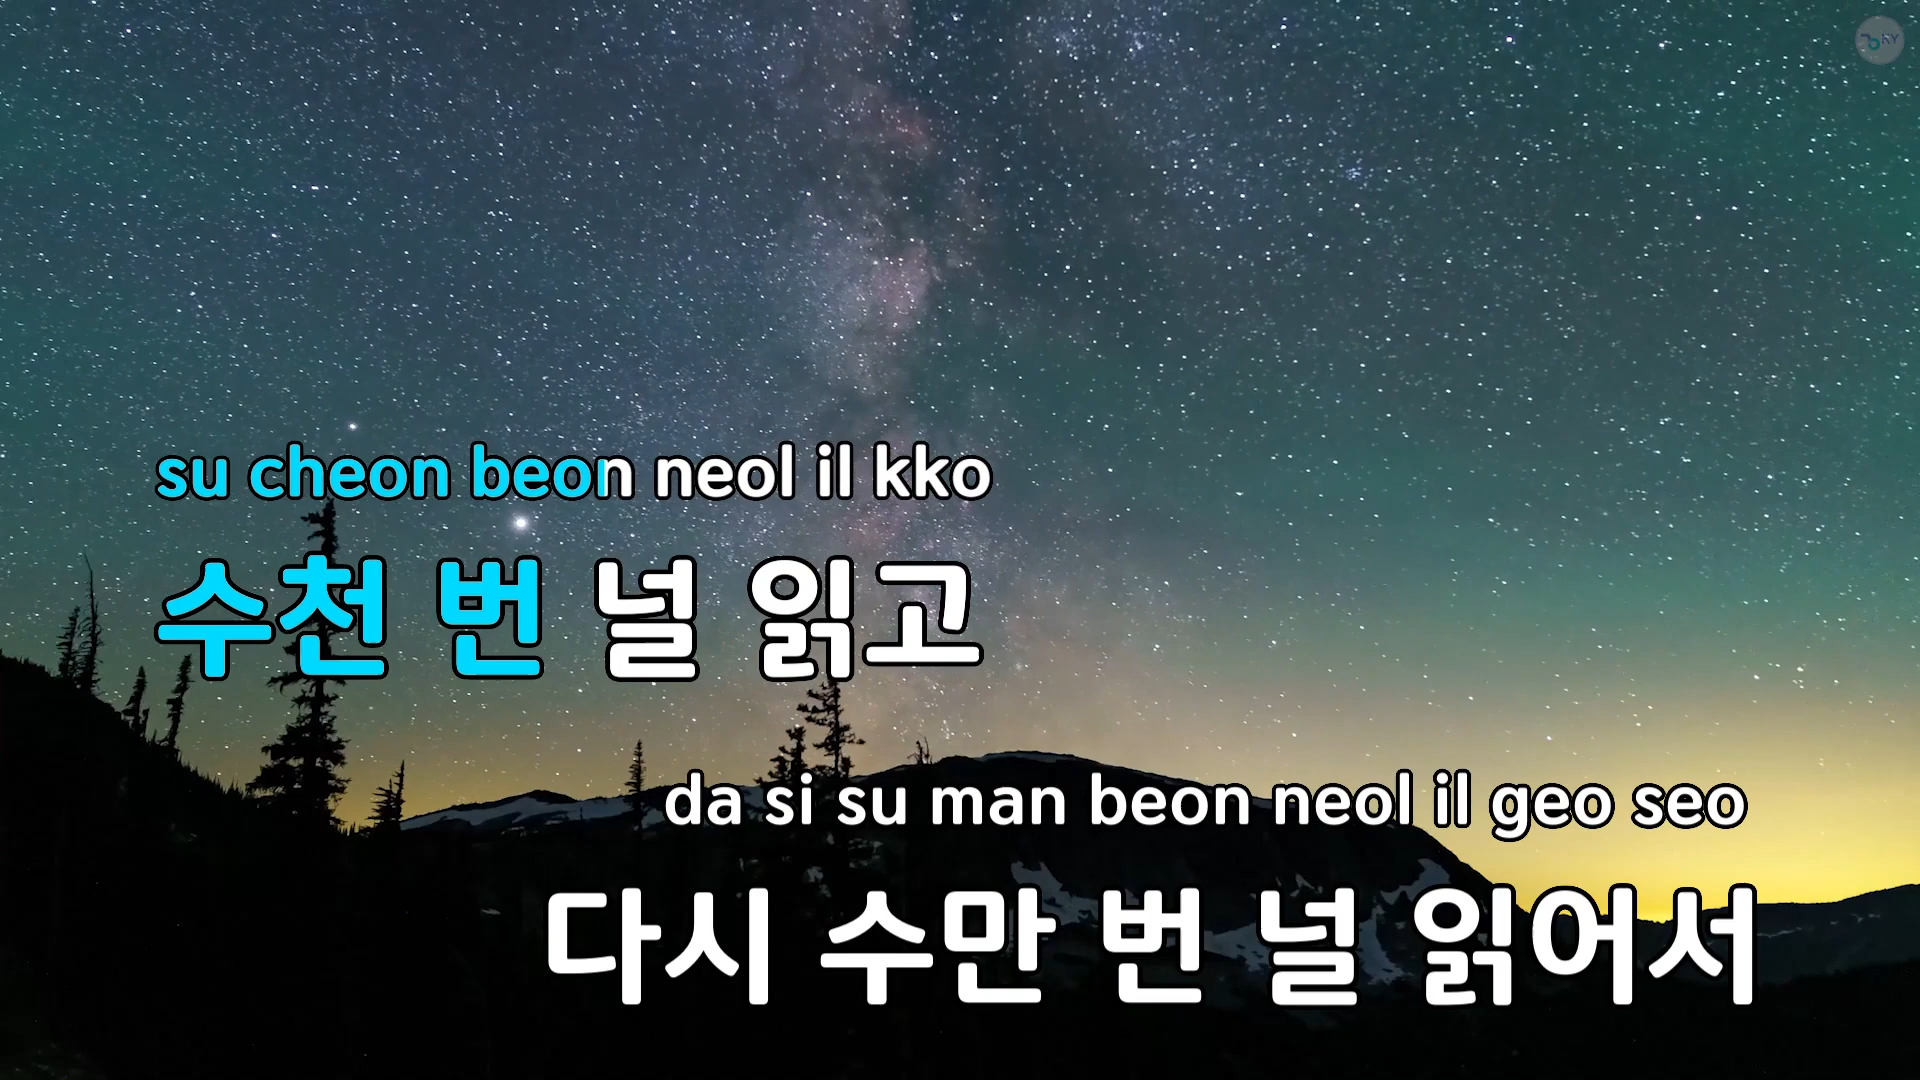 su cheon beon neol il kko
수천 번 널 읽고
da si su man beon neol il geo seo
다시 수만 번 널 읽어서
KY